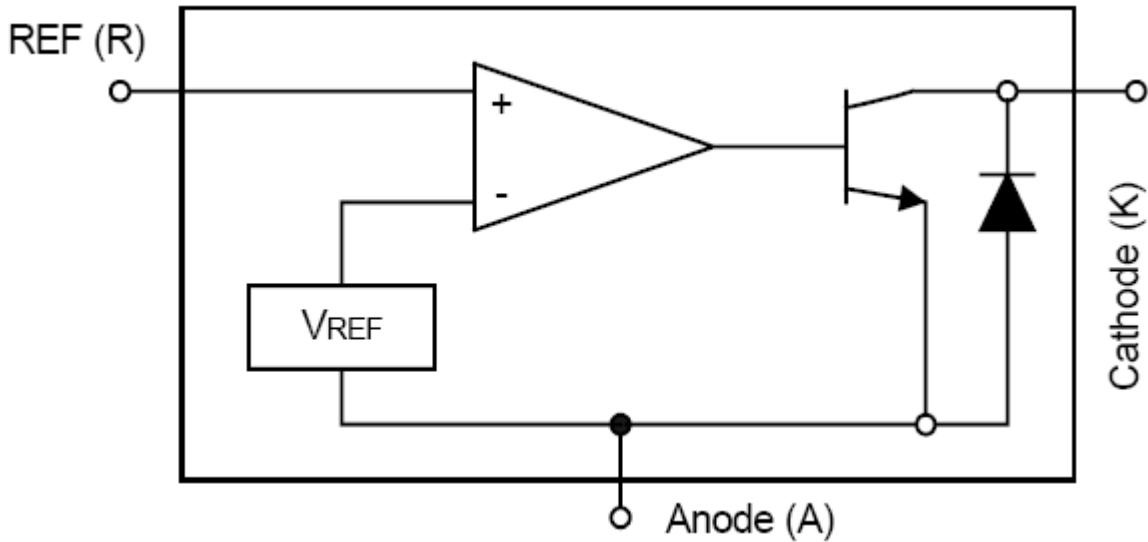 REF (R)
+
-
VREF
Cathode (K)
Anode (A)